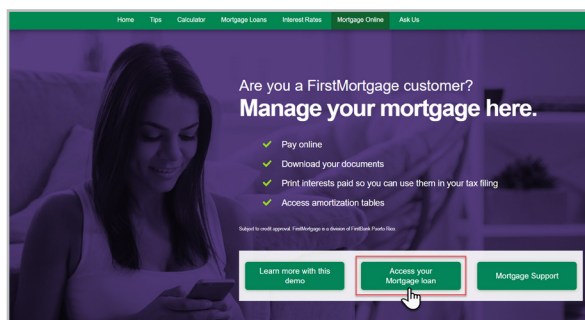 Home Tips Calculator Mortgage Loans Interest Rates Mortgage Online Ask Us
Are you a FirstMortgage customer?
Manage your mortgage here.
Pay online
Download your documents
Print interests paid so you can use them in your tax filing
Access amortization tables
Subject to credit approval. FirstMortgage is a division of FirstBank Puerto Rico.
Learn more with this
demo
Access your
Mortgage loan
Mortgage Support